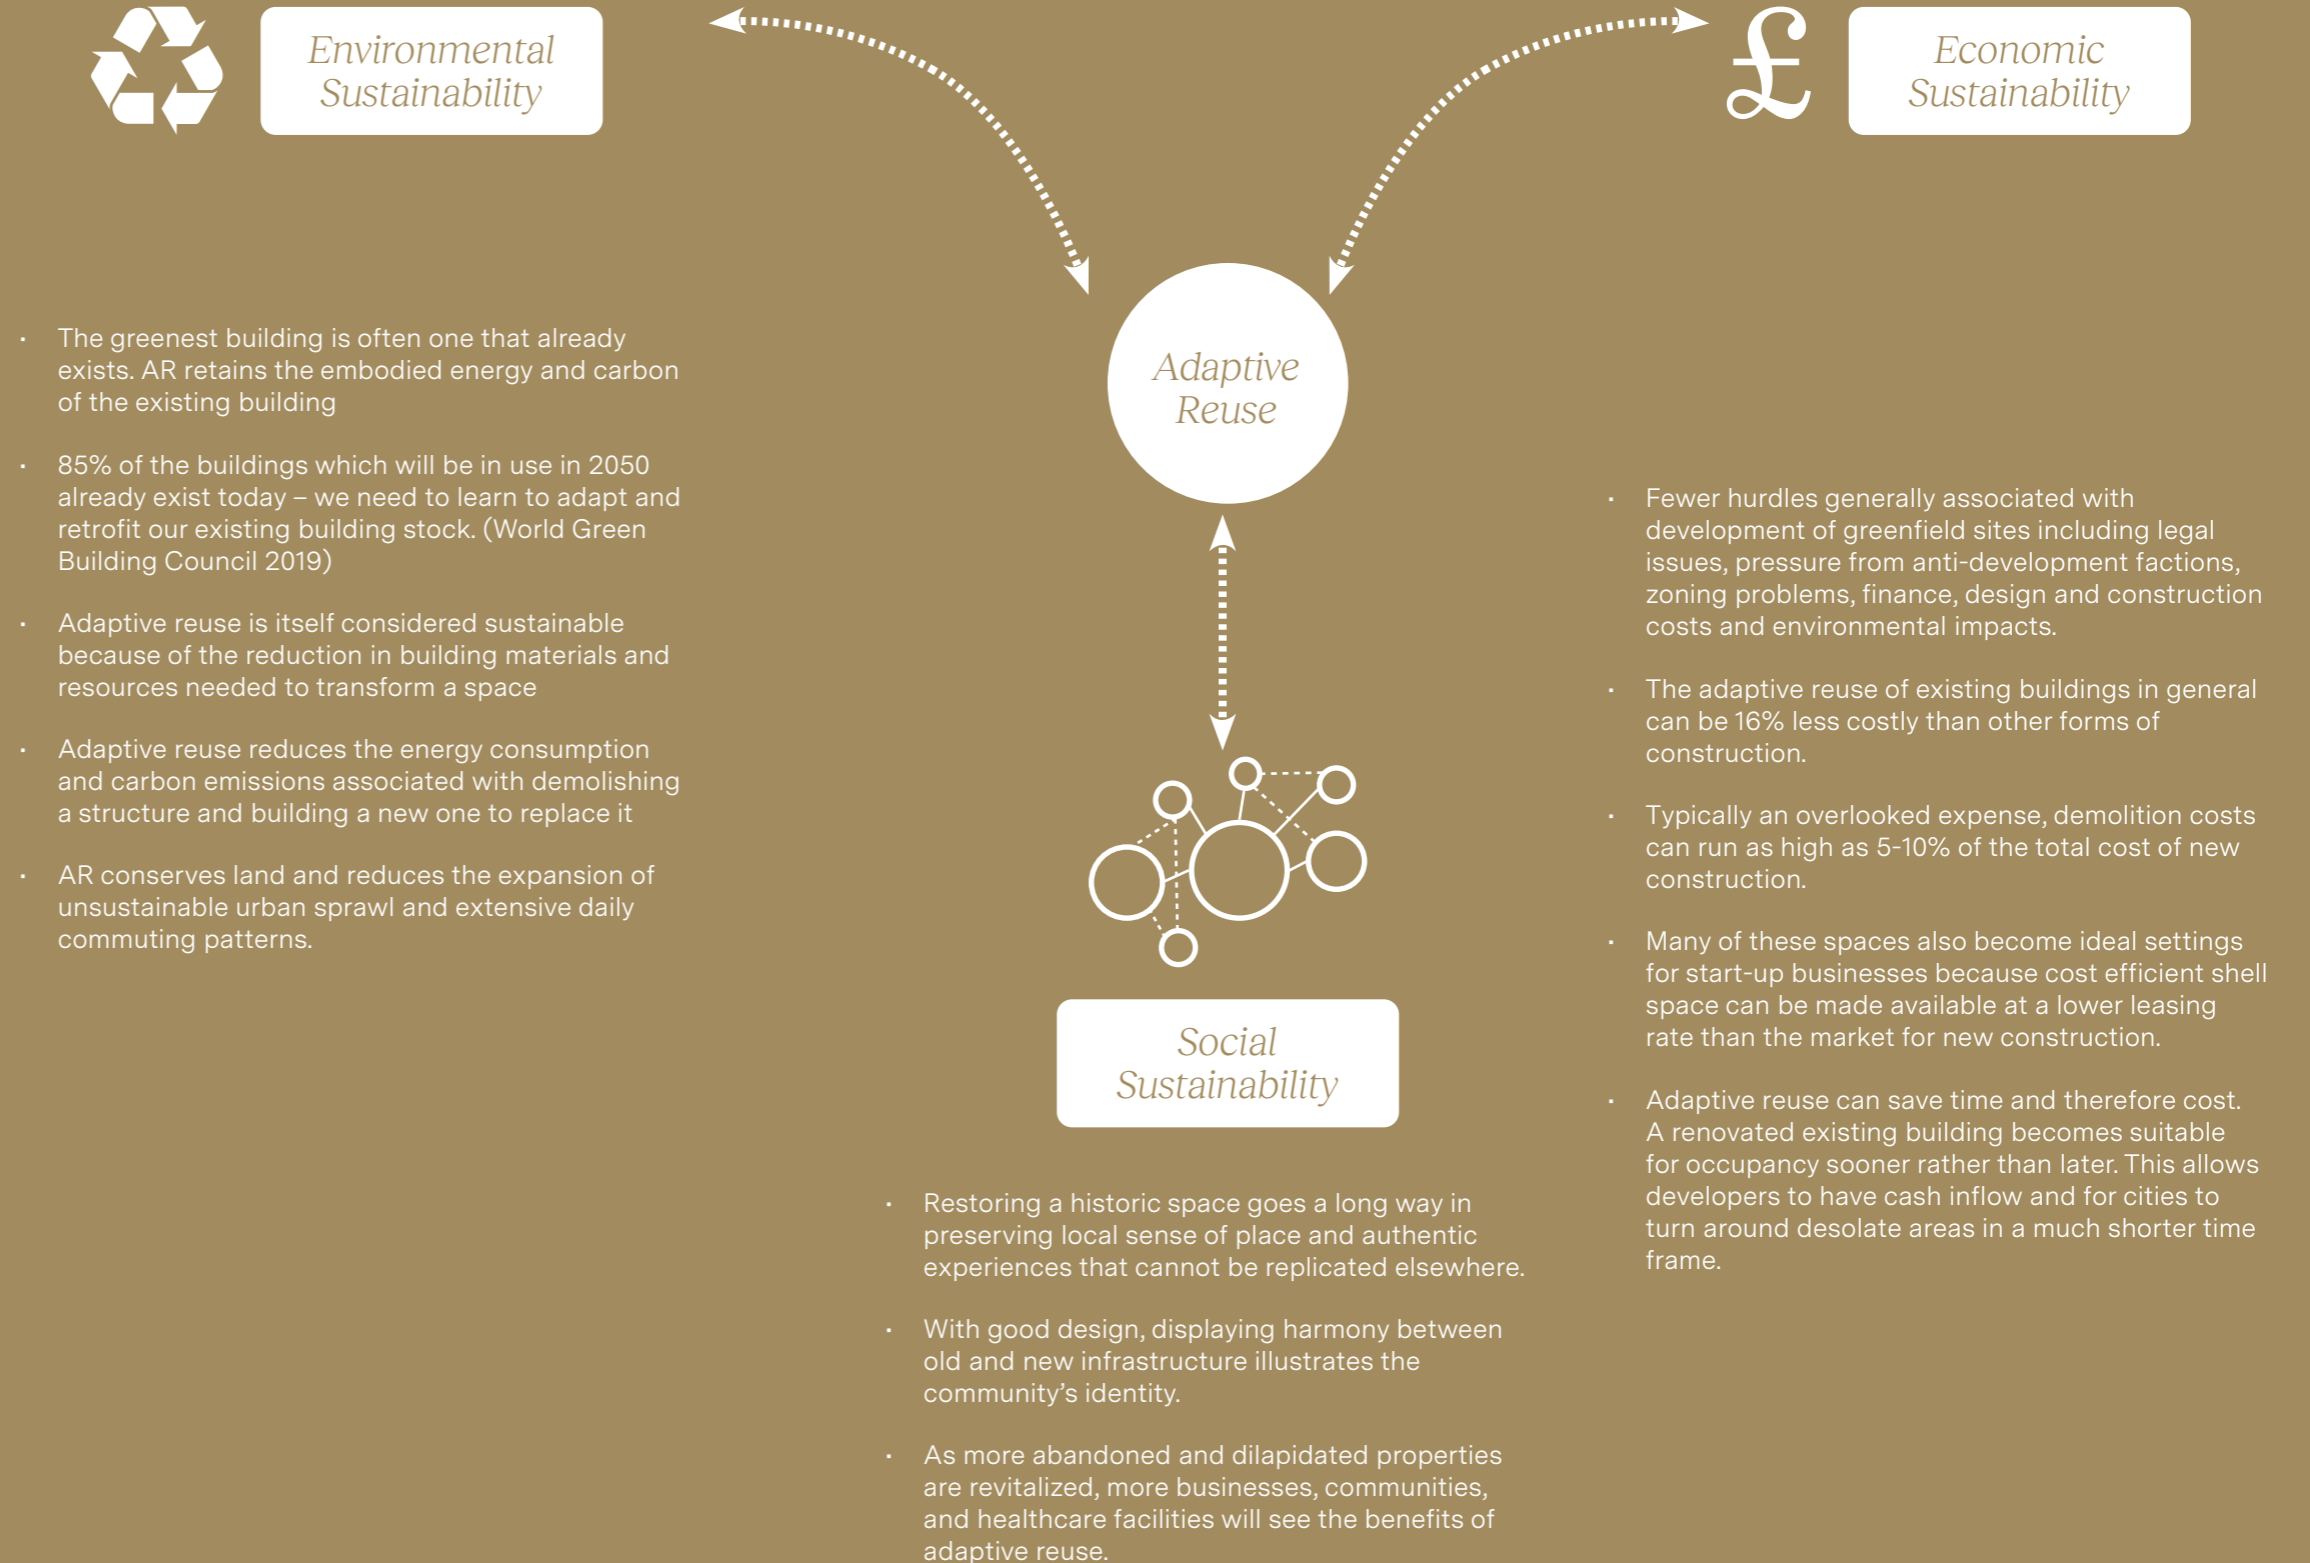 Environmental
Sustainability
£
Economic
Sustainability
Adaptive
Reuse
· The greenest building is often one that already
exists. AR retains the embodied energy and carbon
of the existing building
· 85% of the buildings which will be in use in 2050
already exist today – we need to learn to adapt and
retrofit our existing building stock. (World Green
Building Council 2019)
· Adaptive reuse is itself considered sustainable
because of the reduction in building materials and
resources needed to transform a space
· Adaptive reuse reduces the energy consumption
and carbon emissions associated with demolishing
a structure and building a new one to replace it
· AR conserves land and reduces the expansion of
unsustainable urban sprawl and extensive daily
commuting patterns.
Social
Sustainability
· Restoring a historic space goes a long way in
preserving local sense of place and authentic
experiences that cannot be replicated elsewhere.
· With good design, displaying harmony between
old and new infrastructure illustrates the
community’s identity.
· As more abandoned and dilapidated properties
are revitalized, more businesses, communities,
and healthcare facilities will see the benefits of
adaptive reuse.
· Fewer hurdles generally associated with
development of greenfield sites including legal
issues, pressure from anti-development factions,
zoning problems, finance, design and construction
costs and environmental impacts.
· The adaptive reuse of existing buildings in general
can be 16% less costly than other forms of
construction.
· Typically an overlooked expense, demolition costs
can run as high as 5-10% of the total cost of new
construction.
· Many of these spaces also become ideal settings
for start-up businesses because cost efficient shell
space can be made available at a lower leasing
rate than the market for new construction.
· Adaptive reuse can save time and therefore cost.
A renovated existing building becomes suitable
for occupancy sooner rather than later. This allows
developers to have cash inflow and for cities to
turn around desolate areas in a much shorter time
frame.